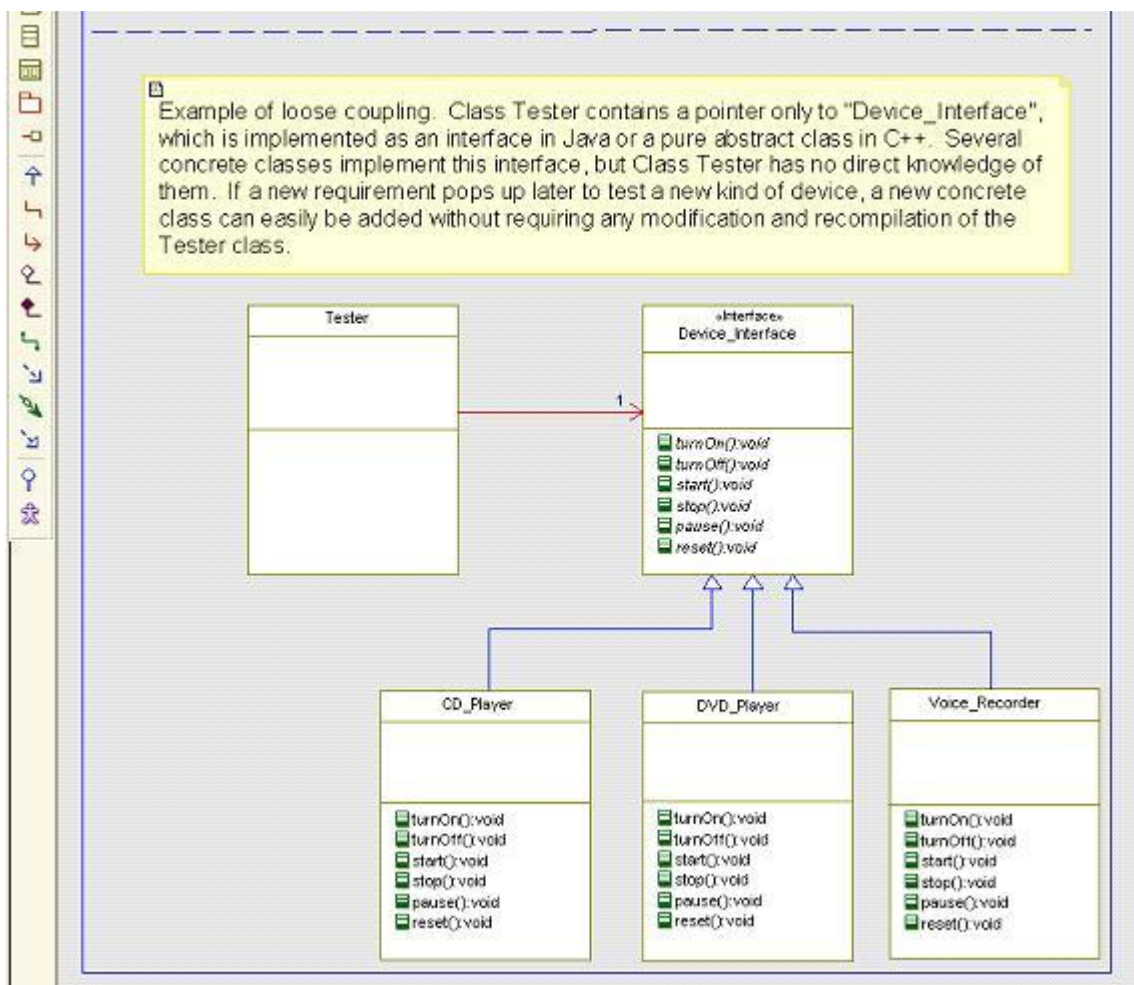 Example of loose coupling.  Class Tester contains a pointer only to "Device_Interface",
which is implemented as an interface in Java or a pure abstract class in C++.  Several
concrete classes implement this interface, but Class Tester has no direct knowledge of
them.  If a new requirement pops up later to test a new kind of device, a new concrete
class can easily be added without requiring any modification and recompilation of the
Tester class.
Tester
«Interface»
Device_Interface
1
turnOn():void
turnOff():void
start():void
stop():void
pause():void
reset():void
CD_Player
turnOn():void
turnOff():void
start():void
stop():void
pause():void
reset():void
DVD_Player
turnOn():void
turnOff():void
start():void
stop():void
pause():void
reset():void
Voice_Recorder
turnOn():void
turnOff():void
start():void
stop():void
pause():void
reset():void